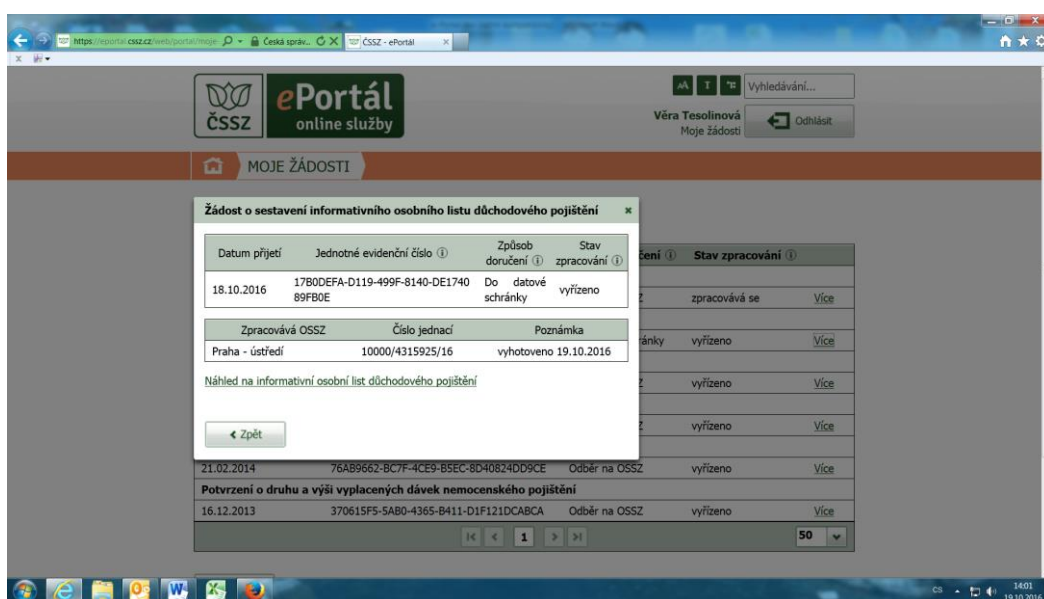 https://eportal.cssz.cz/web/portal/moje-
Česká správ...
ČSSZ - ePortál
x
ČSSZ
ePortál
online služby
Vyhledávání...
Věra Tesolínová
Moje žádosti
Odhlásit
MOJE ŽÁDOSTI
Žádost o sestavení informativního osobního listu důchodového pojištění x
Datum přijetí Jednotné evidenční číslo Způsob doručení Stav zpracování
18.10.2016 17B0DEFA-D119-499F-8140-DE1740
89FB0E Do datové schránky vyřízeno
Zpracovává OSSZ Číslo jednací Poznámka
Praha - ústředí 10000/4315925/16 vyhotoveno 19.10.2016
Náhled na informativní osobní list důchodového pojištění
Zpět
čení Stav zpracování
Z zpracovává se Více
ránky vyřízeno Více
Z vyřízeno Více
Z vyřízeno Více
21.02.2014 76AB9662-BC7F-4CE9-B5EC-8D40824DD9CE Odběr na OSSZ vyřízeno Více
Potvrzení o druhu a výši vyplacených dávek nemocenského pojištění
16.12.2013 370615F5-5AB0-4365-B411-D1F121DCABCA Odběr na OSSZ vyřízeno Více
1 50
CS 14:01
19.10.2016